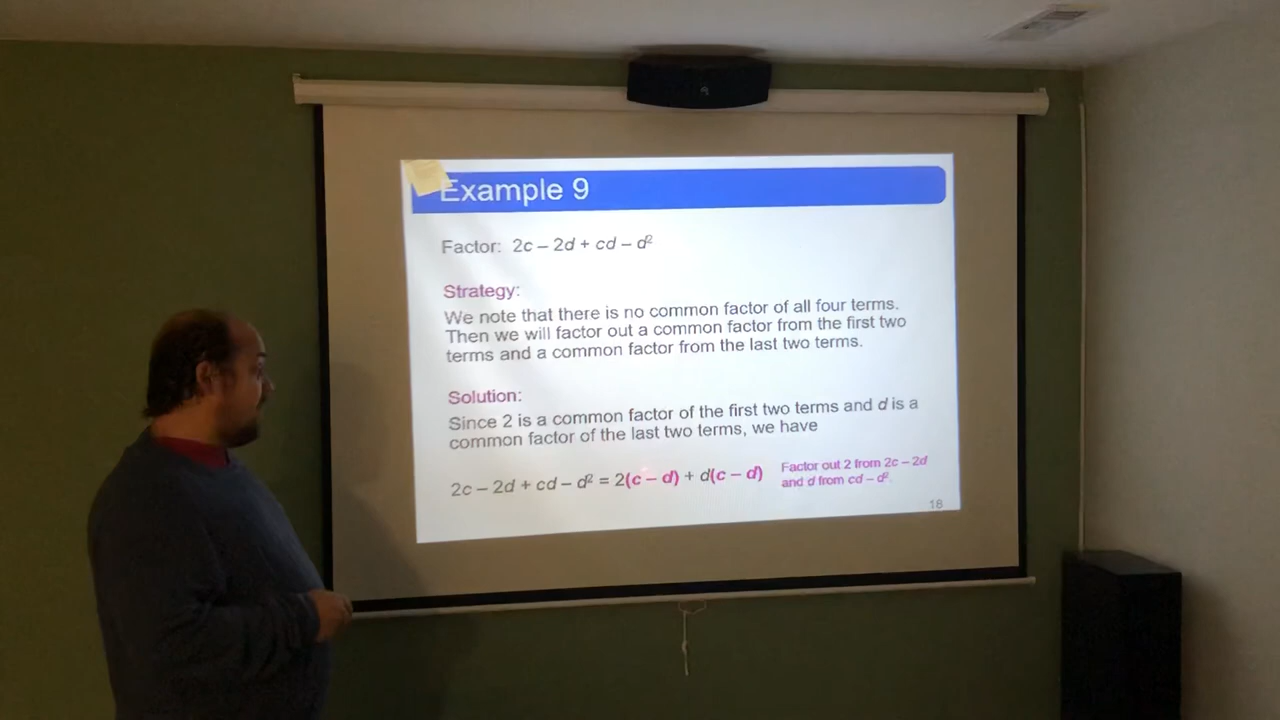 Example 9
Factor: 2c – 2d + cd – d²
Strategy:
We note that there is no common factor of all four terms.
Then we will factor out a common factor from the first two
terms and a common factor from the last two terms.
Solution:
Since 2 is a common factor of the first two terms and d is a
common factor of the last two terms, we have
2c – 2d + cd – d² = 2(c – d) + d(c – d)
Factor out 2 from 2c – 2d
and d from cd – d².
18